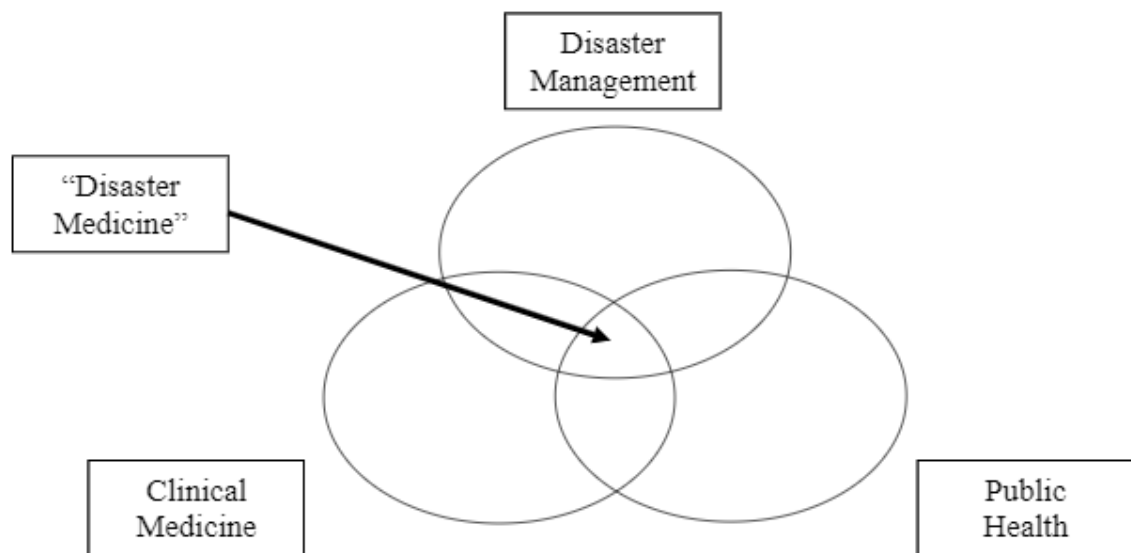 Disaster
Management
“Disaster
Medicine”
Clinical
Medicine
Public
Health